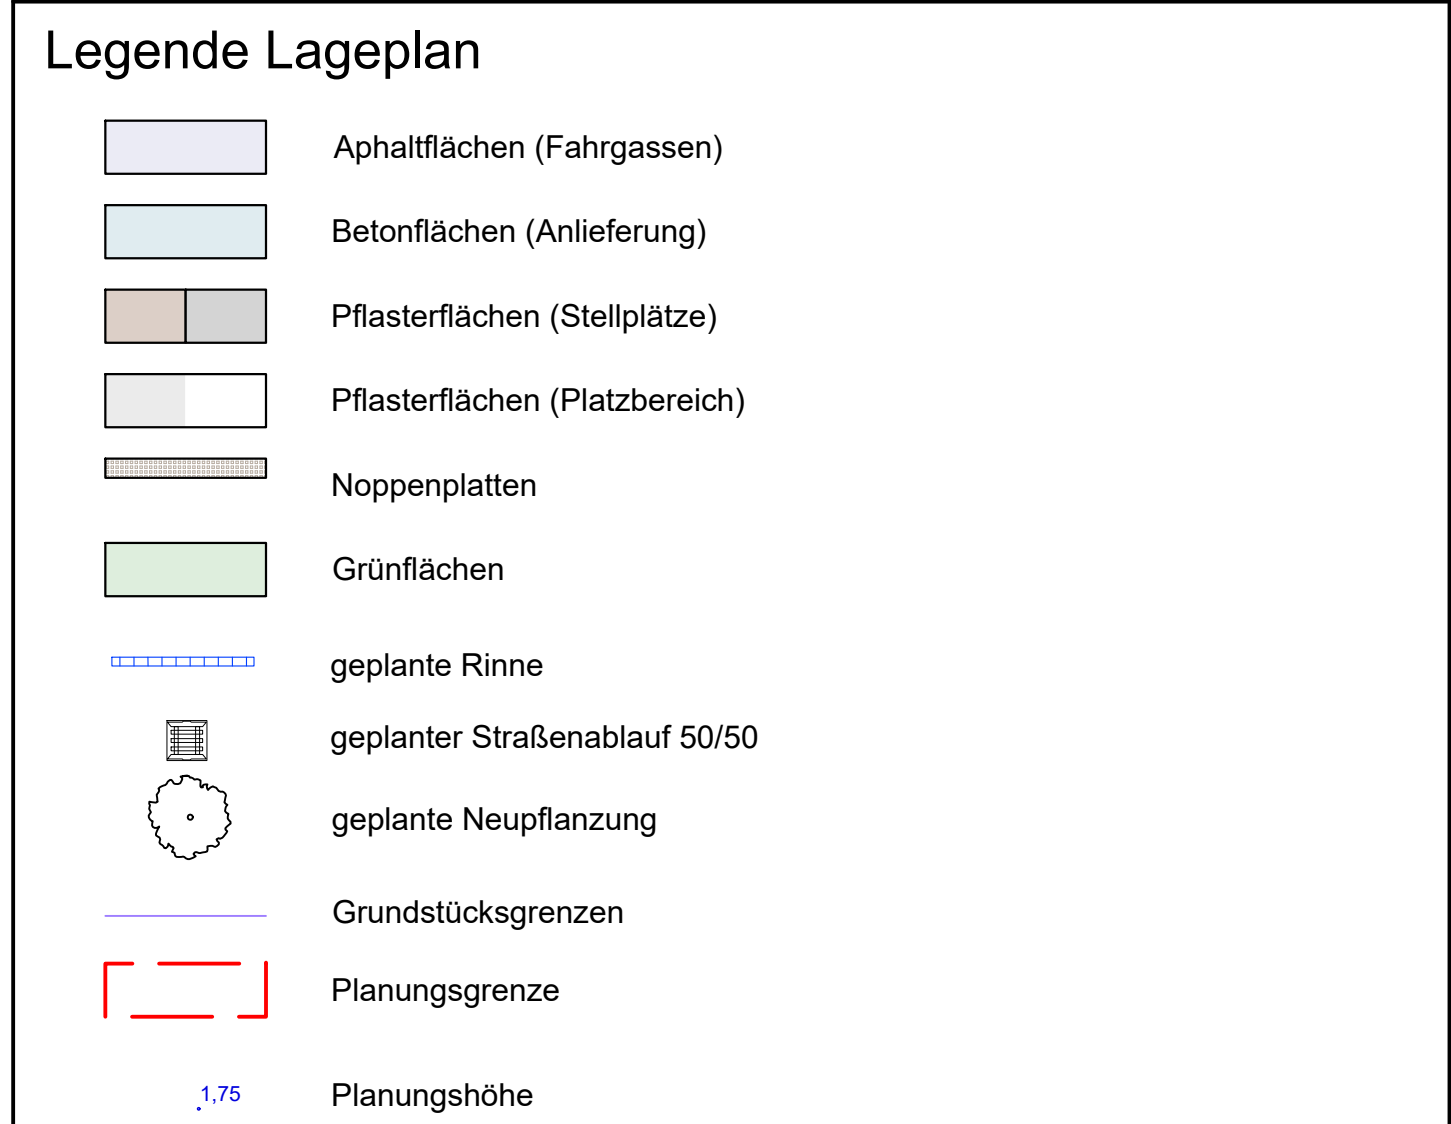 Legende Lageplan
Aphaltflächen (Fahrgassen)
Betonflächen (Anlieferung)
Pflasterflächen (Stellplätze)
Pflasterflächen (Platzbereich)
Noppenplatten
Grünflächen
geplante Rinne
geplanter Straßenablauf 50/50
geplante Neupflanzung
Grundstücksgrenzen
Planungsgrenze
1,75 Planungshöhe